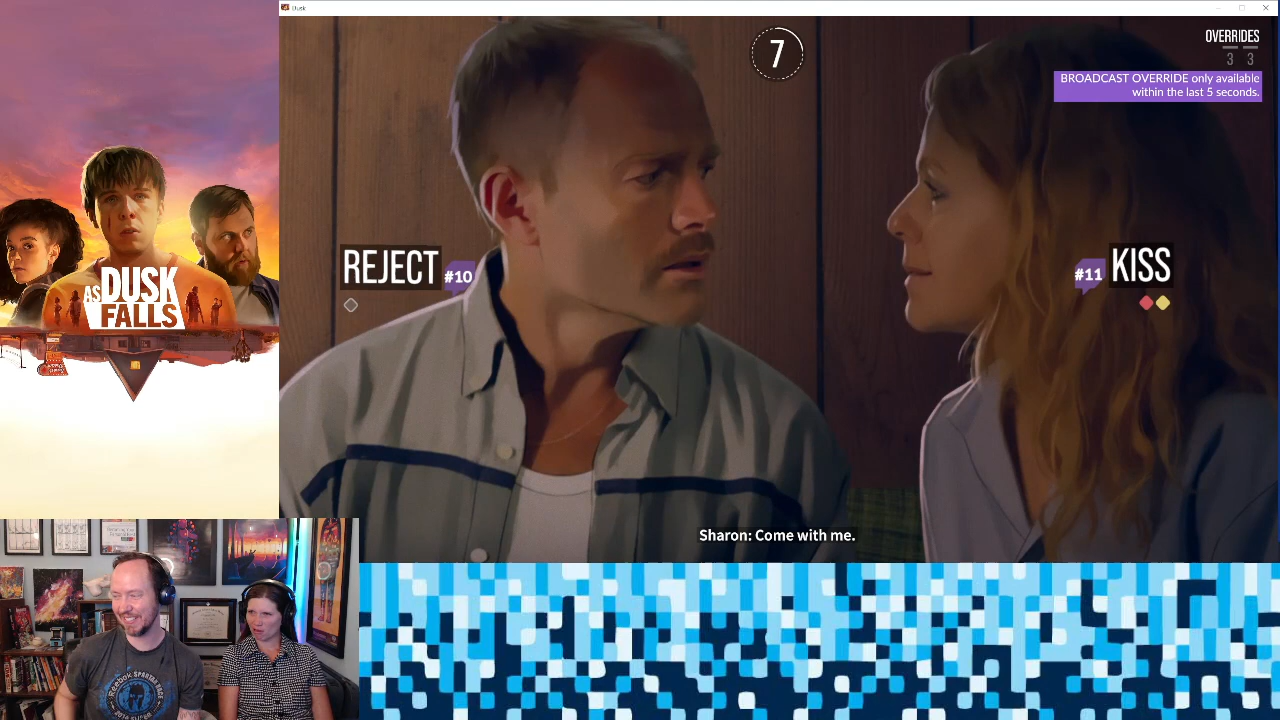 Dusk
7
OVERRIDES
3 3
BROADCAST OVERRIDE only available
within the last 5 seconds.
REJECT #10
#11 KISS
Sharon: Come with me.
AS DUSK
FALLS